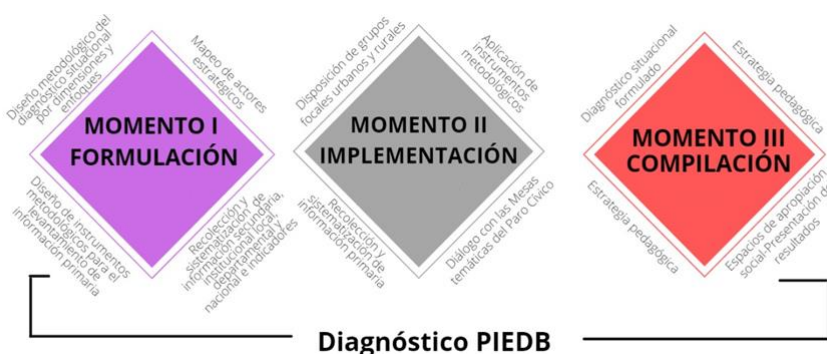 Diseño metodológico del
diagnóstico situacional
por dimensiones y
enfoques
Mapeo de actores
estratégicos
MOMENTO I
FORMULACIÓN
Diseño de instrumentos
metodológicos para el
levantamiento de
información primaria
Recolección y
sistematización de
información secundaria,
institucional local,
departamental y
nacional e indicadores
Disposición de grupos
focales urbanos y rurales
Aplicación de
instrumentos
metodológicos
MOMENTO II
IMPLEMENTACIÓN
Recolección y
sistematización de
información primaria
Diálogo con las Mesas
temáticas del Paro Cívico
Diagnóstico situacional
formulado
Estrategia pedagógica
MOMENTO III
COMPILACIÓN
Estrategia pedagógica
Espacios de apropiación
social-Presentación de
resultados
Diagnóstico PIEDB